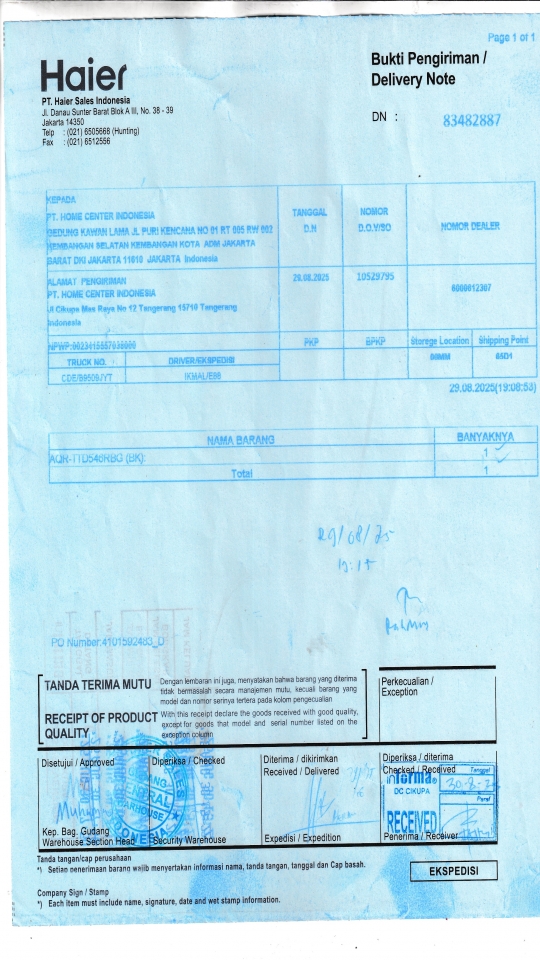 Page 1 of 1
Haier
PT. Haier Sales Indonesia
Jl. Danau Sunter Barat Blok A III, No. 38 - 39
Jakarta 14350
Telp : (021) 6505668 (Hunting)
Fax : (021) 6512556
Bukti Pengiriman /
Delivery Note
DN : 83482887
KEPADA
PT. HOME CENTER INDONESIA
GEDUNG KAWAN LAMA JL PURI KENCANA NO 01 RT 005 RW 002
KEMBANGAN SELATAN KEMBANGAN KOTA ADM JAKARTA
BARAT DKI JAKARTA 11610 JAKARTA Indonesia
TANGGAL
D.N
NOMOR
D.O.Y/SO
NOMOR DEALER
ALAMAT PENGIRIMAN
PT. HOME CENTER INDONESIA
Jl Cikupa Mas Raya No 12 Tangerang 15710 Tangerang
Indonesia
29.08.2025
10529795
6000612307
PKP
EPKP
Storege Location
Shipping Point
TRUCK NO.
DRIVER/EKSPEDISI
IKMAL/E96
65D1
29.08.2025(19:08:53)
NAMA BARANG
BANYAKNYA
AQR-TTD546RBG (BK):
1
Total
1
29/08/25
PO Number:4101592483_D
TANDA TERIMA MUTU
Dengan lembaran ini juga, menyatakan bahwa barang yang diterima
tidak bermasalah secara manajemen mutu, kecuali barang yang
model dan nomor serinya tertera pada kolom pengecualian
RECEIPT OF PRODUCT
QUALITY
With this receipt declare the goods received with good quality,
except for goods that model and serial number listed on the
exception column
Perkecualian /
Exception
Disetujui / Approved
Diperiksa / Checked
Diterima / dikirimkan
Received / Delivered
Diperiksa / diterima
Checked / Received
informa
DC CIKUPA
RECEIVED
Tanggal
Paraf
WAREHOUSE
INDONESIA
Kep. Bag. Gudang
Warehouse Section Head
Security Warehouse
Expedisi / Expedition
Penerima / Receiver
Tanda tangan/cap perusahaan
*) Setian penerimaan barang wajib menyertakan informasi nama, tanda tangan, tanggal dan Cap basah.
EKSPEDISI
Company Sign / Stamp
*) Each item must include name, signature, date and wet stamp information.